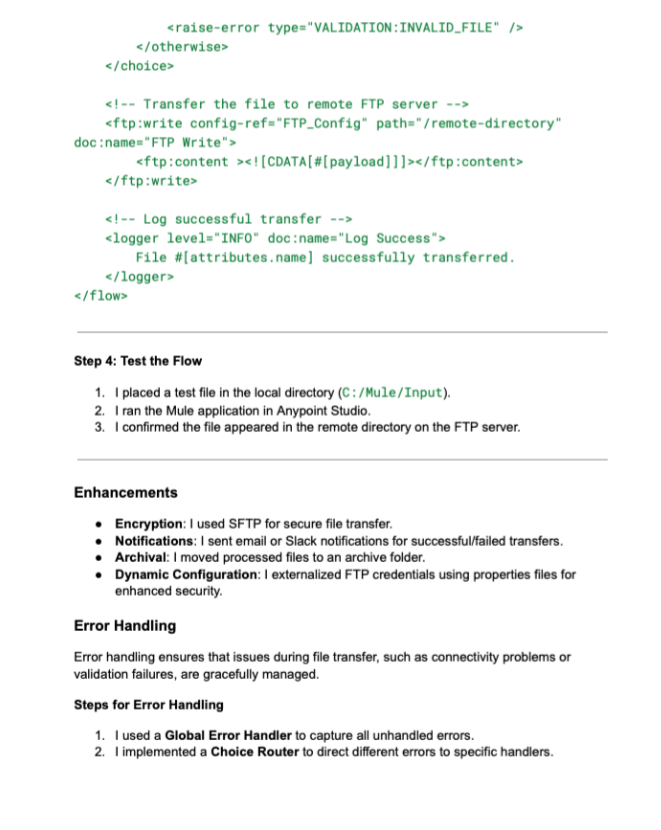 <raise-error type="VALIDATION:INVALID_FILE" />
</otherwise>
</choice>
<!-- Transfer the file to remote FTP server -->
<ftp:write config-ref="FTP_Config" path="/remote-directory"
doc:name="FTP Write">
<ftp:content ><![CDATA[#[payload]]]></ftp:content>
</ftp:write>
<!-- Log successful transfer -->
<logger level="INFO" doc:name="Log Success">
File #[attributes.name] successfully transferred.
</logger>
</flow>
Step 4: Test the Flow
1. I placed a test file in the local directory (C:/Mule/Input).
2. I ran the Mule application in Anypoint Studio.
3. I confirmed the file appeared in the remote directory on the FTP server.
Enhancements
● Encryption: I used SFTP for secure file transfer.
● Notifications: I sent email or Slack notifications for successful/failed transfers.
● Archival: I moved processed files to an archive folder.
● Dynamic Configuration: I externalized FTP credentials using properties files for
enhanced security.
Error Handling
Error handling ensures that issues during file transfer, such as connectivity problems or
validation failures, are gracefully managed.
Steps for Error Handling
1. I used a Global Error Handler to capture all unhandled errors.
2. I implemented a Choice Router to direct different errors to specific handlers.